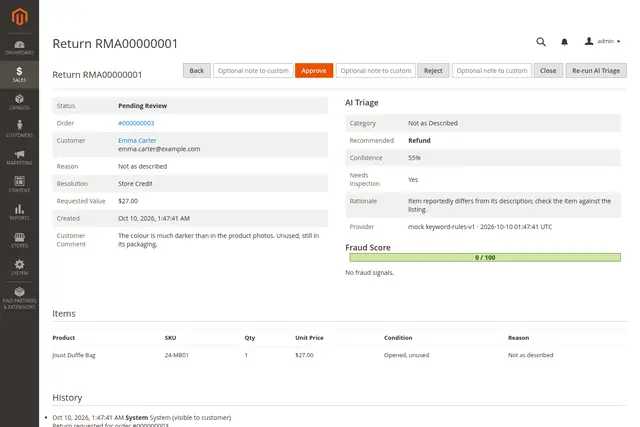 Return RMA00000001
admin
DASHBOARD
SALES
CATALOG
CUSTOMERS
MARKETING
CONTENT
REPORTS
STORES
SYSTEM
FIND PARTNERS
& EXTENSIONS
Return RMA00000001
Back
Optional note to custom
Approve
Optional note to custom
Reject
Optional note to custom
Close
Re-run AI Triage
Status Pending Review
Order #000000003
Customer Emma Carter
emma.carter@example.com
Reason Not as described
Resolution Store Credit
Requested Value $27.00
Created Oct 10, 2026, 1:47:41 AM
Customer Comment The colour is much darker than in the product photos. Unused, still in
its packaging.
AI Triage
Category Not as Described
Recommended Refund
Confidence 55%
Needs Inspection Yes
Rationale Item reportedly differs from its description; check the item against the
listing.
Provider mock keyword-rules-v1 · 2026-10-10 01:47:41 UTC
Fraud Score
0 / 100
No fraud signals.
Items
Product SKU Qty Unit Price Condition Reason
Joust Duffle Bag 24-MB01 1 $27.00 Opened, unused Not as described
History
Oct 10, 2026, 1:47:41 AM System System (visible to customer)
Return requested for order #000000003